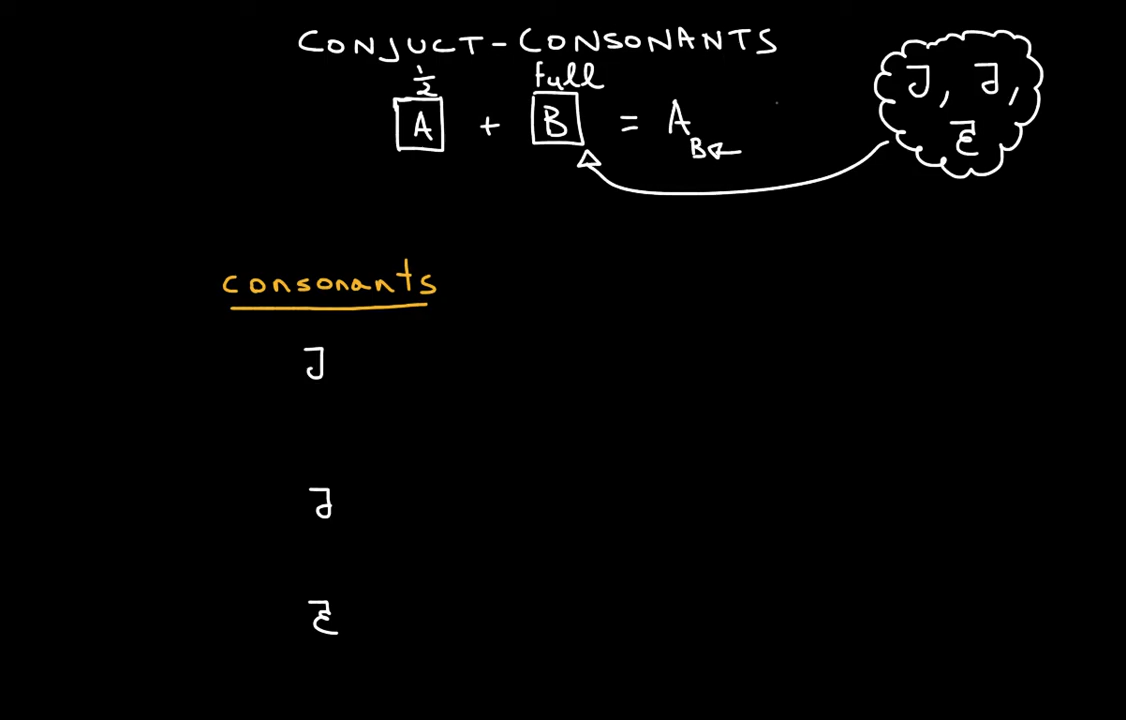 CONJUCT-CONSONANTS
½ Full
A + B = A B
ਹ, ਰ,
ਵ
consonants
ਹ
ਰ
ਵ